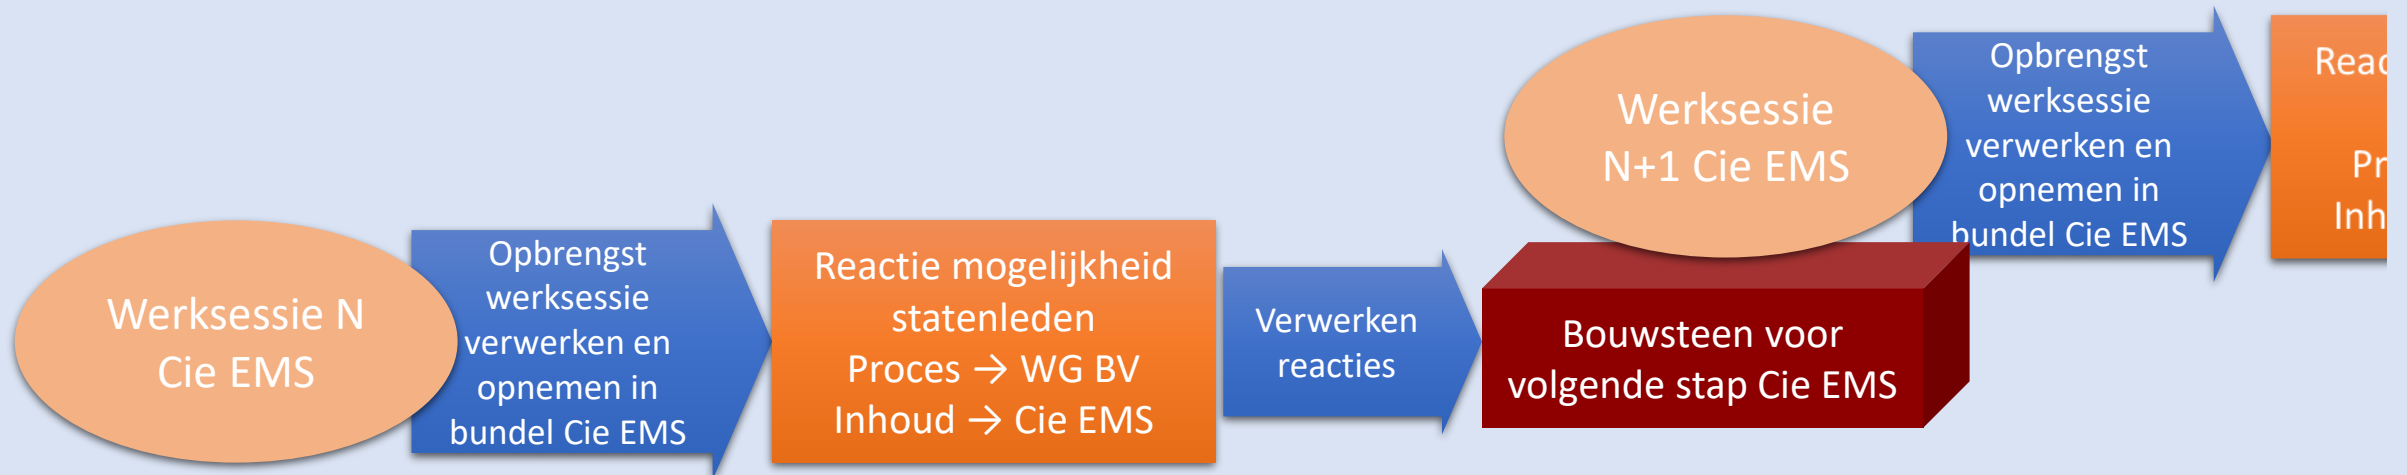 Werksessie N
Cie EMS
Opbrengst
werksessie
verwerken en
opnemen in
bundel Cie EMS
Reactie mogelijkheid
statenleden
Proces → WG BV
Inhoud → Cie EMS
Verwerken
reacties
Bouwsteen voor
volgende stap Cie EMS
Werksessie
N+1 Cie EMS
Opbrengst
werksessie
verwerken en
opnemen in
bundel Cie EMS